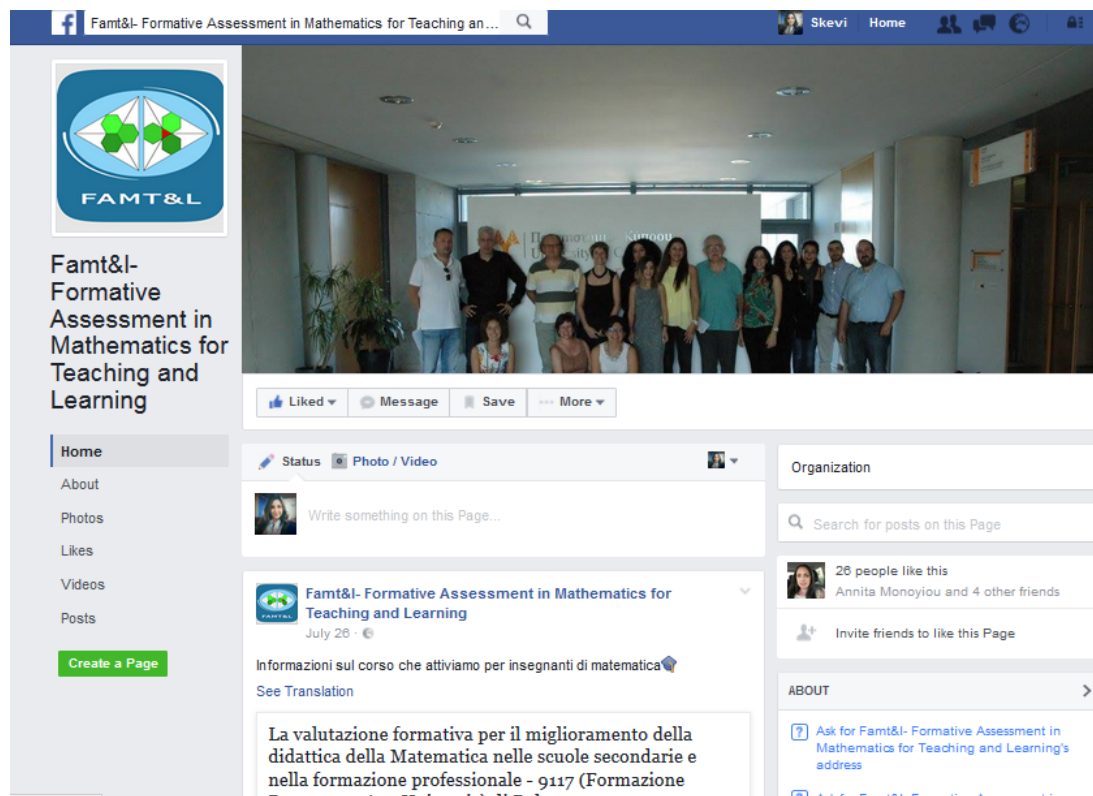 Famt&l- Formative Assessment in Mathematics for Teaching an...
Skevi
Home
FAMT&L
Famt&l-
Formative
Assessment in
Mathematics for
Teaching and
Learning
University
Liked
Message
Save
More
Home
About
Photos
Likes
Videos
Posts
Create a Page
Status
Photo / Video
Write something on this Page...
Famt&l- Formative Assessment in Mathematics for
Teaching and Learning
July 26
Informazioni sul corso che attiviamo per insegnanti di matematica
See Translation
La valutazione formativa per il miglioramento della
didattica della Matematica nelle scuole secondarie e
nella formazione professionale - 9117 (Formazione
Organization
Search for posts on this Page
26 people like this
Annita Monoyiou and 4 other friends
Invite friends to like this Page
ABOUT
Ask for Famt&l- Formative Assessment in
Mathematics for Teaching and Learning's
address